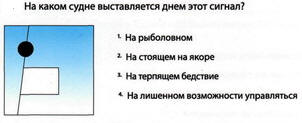 На каком судне выставляется днем этот сигнал?
1. На рыболовном
2. На стоящем на якоре
3. На терпящем бедствие
4. На лишенном возможности управляться